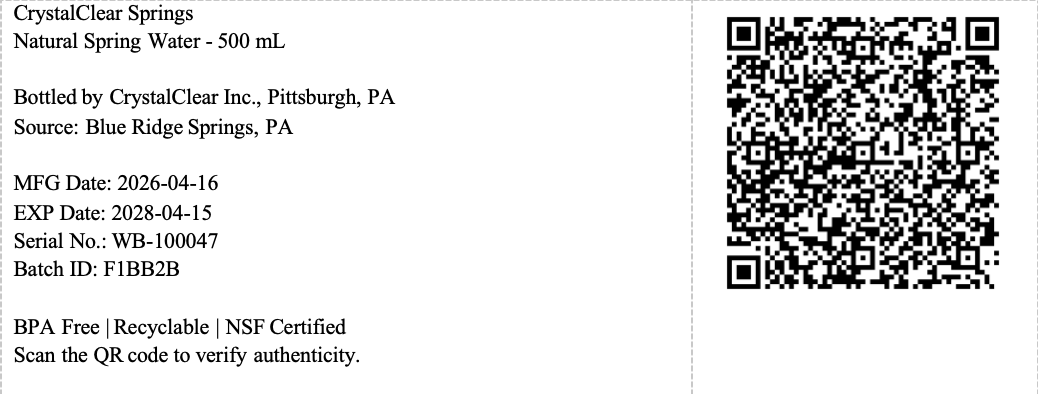 CrystalClear Springs
Natural Spring Water - 500 mL
Bottled by CrystalClear Inc., Pittsburgh, PA
Source: Blue Ridge Springs, PA
MFG Date: 2026-04-16
EXP Date: 2028-04-15
Serial No.: WB-100047
Batch ID: F1BB2B
BPA Free | Recyclable | NSF Certified
Scan the QR code to verify authenticity.